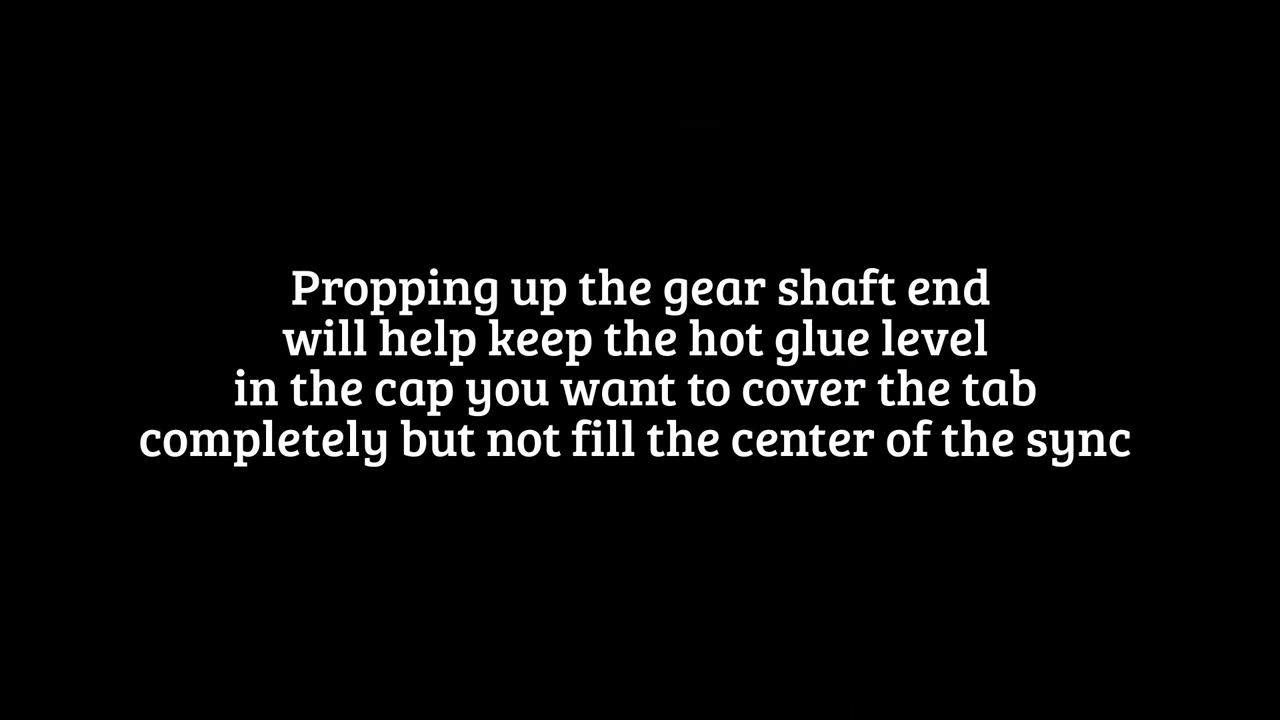 Propping up the gear shaft end
will help keep the hot glue level
in the cap you want to cover the tab
completely but not fill the center of the sync